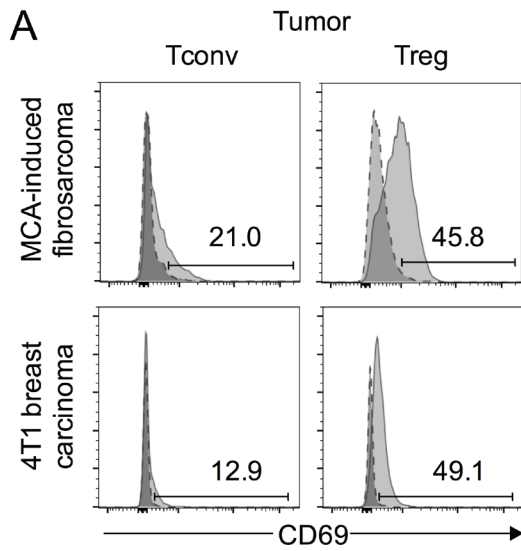 A
Tumor
Tconv
Treg
MCA-induced
fibrosarcoma
21.0
45.8
4T1 breast
carcinoma
12.9
49.1
CD69